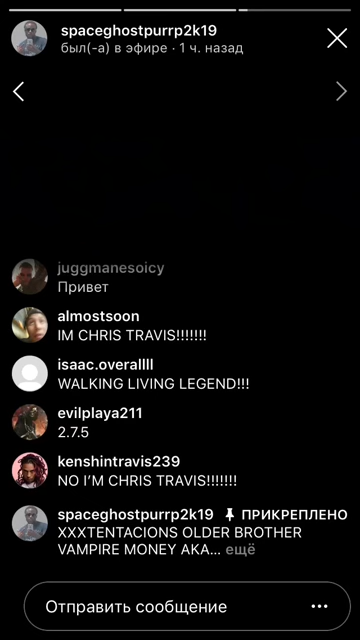 spaceghostpurrp2k19
был(-а) в эфире · 1 ч. назад
juggmanesoicy
Привет
almostsoon
IM CHRIS TRAVIS!!!!!!!
isaac.overallll
WALKING LIVING LEGEND!!!
evilplaya211
2.7.5
kenshintravis239
NO I’M CHRIS TRAVIS!!!!!!!
spaceghostpurrp2k19 ПРИКРЕПЛЕНО
XXXTENTACIONS OLDER BROTHER
VAMPIRE MONEY AKA... ещё
Отправить сообщение